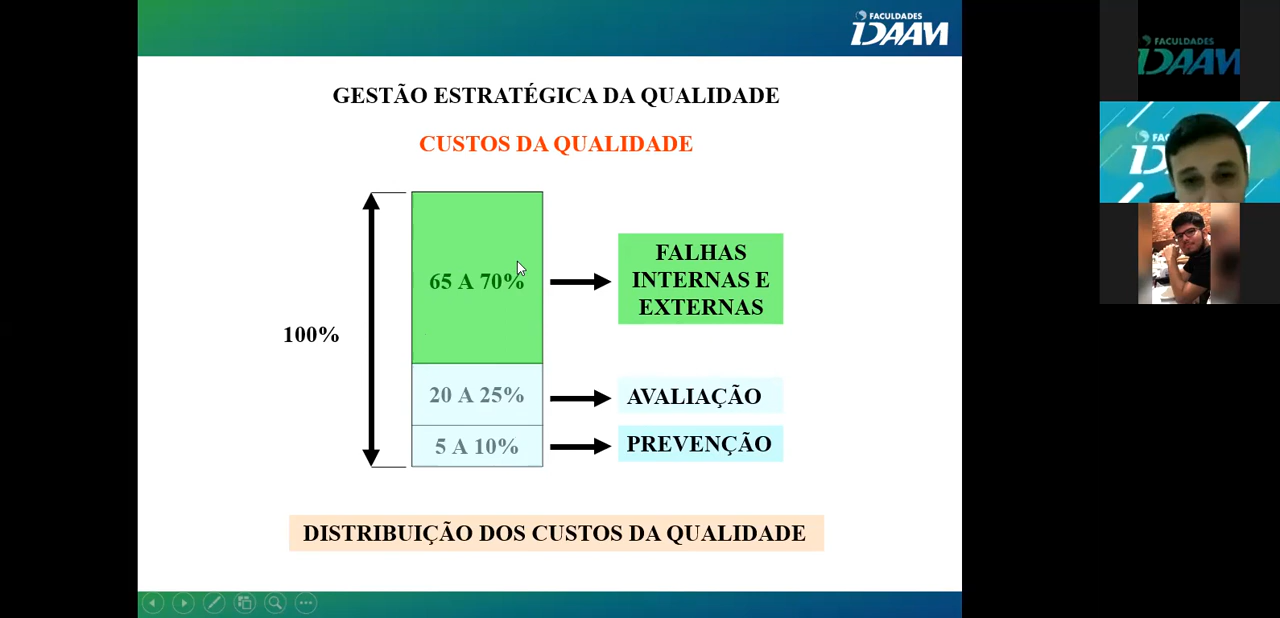 FACULDADES
IDAAM
GESTÃO ESTRATÉGICA DA QUALIDADE
CUSTOS DA QUALIDADE
65 A 70%
FALHAS
INTERNAS E
EXTERNAS
100%
20 A 25%
AVALIAÇÃO
5 A 10%
PREVENÇÃO
DISTRIBUIÇÃO DOS CUSTOS DA QUALIDADE
FACULDADES
IDAAM